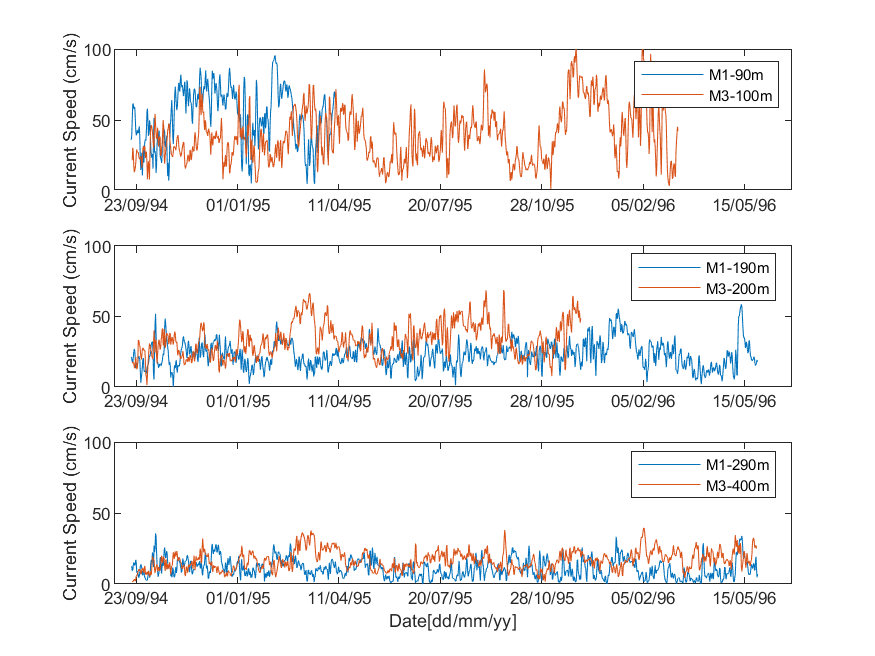 100
50
0
Current Speed (cm/s)
M1-90m
M3-100m
23/09/94 01/01/95 11/04/95 20/07/95 28/10/95 05/02/96 15/05/96
100
50
0
Current Speed (cm/s)
M1-190m
M3-200m
23/09/94 01/01/95 11/04/95 20/07/95 28/10/95 05/02/96 15/05/96
100
50
0
Current Speed (cm/s)
M1-290m
M3-400m
23/09/94 01/01/95 11/04/95 20/07/95 28/10/95 05/02/96 15/05/96
Date[dd/mm/yy]